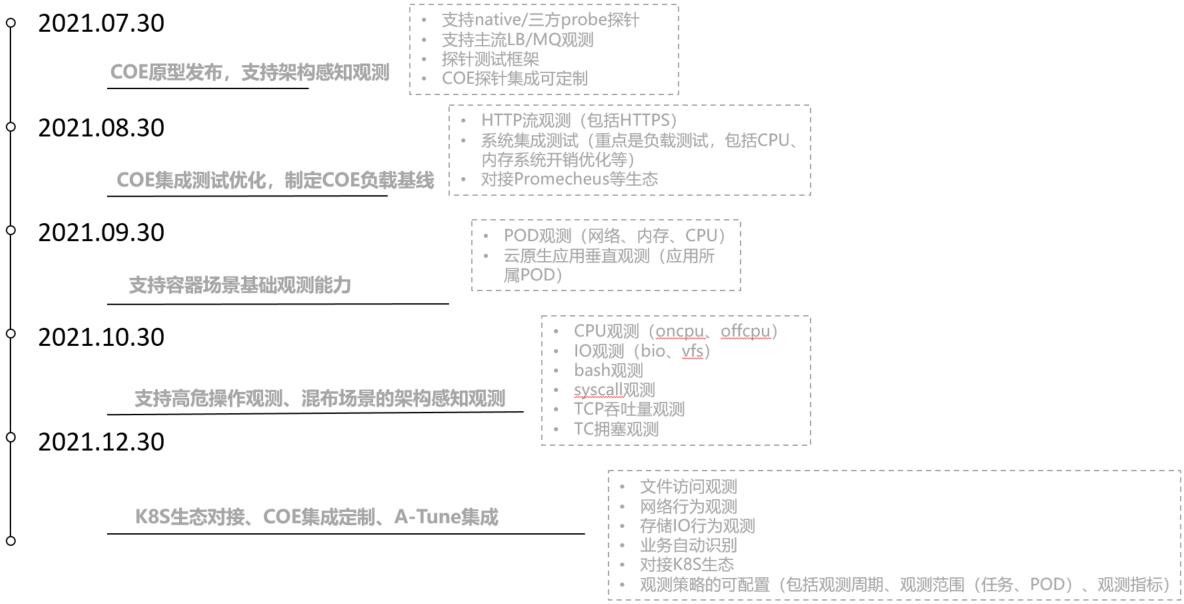 2021.07.30
COE原型发布，支持架构感知观测
• 支持native/三方probe探针
• 支持主流LB/MQ观测
• 探针测试框架
• COE探针集成可定制
2021.08.30
COE集成测试优化，制定COE负载基线
• HTTP流观测（包括HTTPS）
• 系统集成测试（重点是负载测试，包括CPU、
内存系统开销优化等）
• 对接Promecheus等生态
2021.09.30
支持容器场景基础观测能力
• POD观测（网络、内存、CPU）
• 云原生应用垂直观测（应用所
属POD）
2021.10.30
支持高危操作观测、混布场景的架构感知观测
• CPU观测（oncpu、offcpu）
• IO观测（bio、vfs）
• bash观测
• syscall观测
• TCP吞吐量观测
• TC拥塞观测
2021.12.30
K8S生态对接、COE集成定制、A-Tune集成
• 文件访问观测
• 网络行为观测
• 存储IO行为观测
• 业务自动识别
• 对接K8S生态
• 观测策略的可配置（包括观测周期、观测范围（任务、POD）、观测指标）